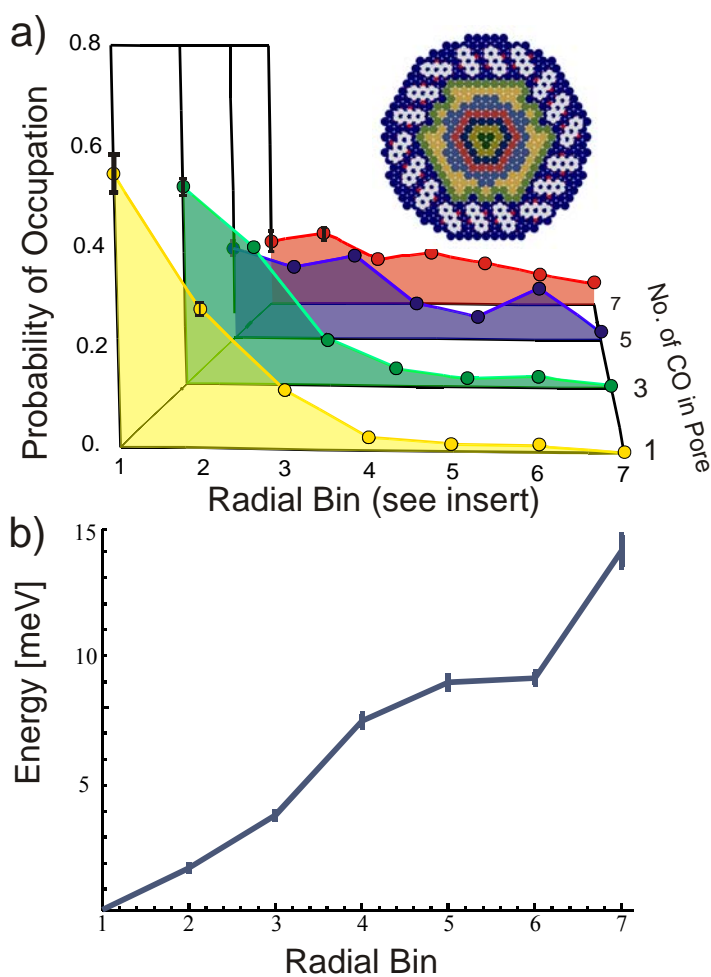 a)
Probability of Occupation
0.8
0.6
0.4
0.2
0.
1 2 3 4 5 6 7
Radial Bin (see insert)
7
5
3
1
No. of CO in Pore
b)
Energy [meV]
15
10
5
1 2 3 4 5 6 7
Radial Bin